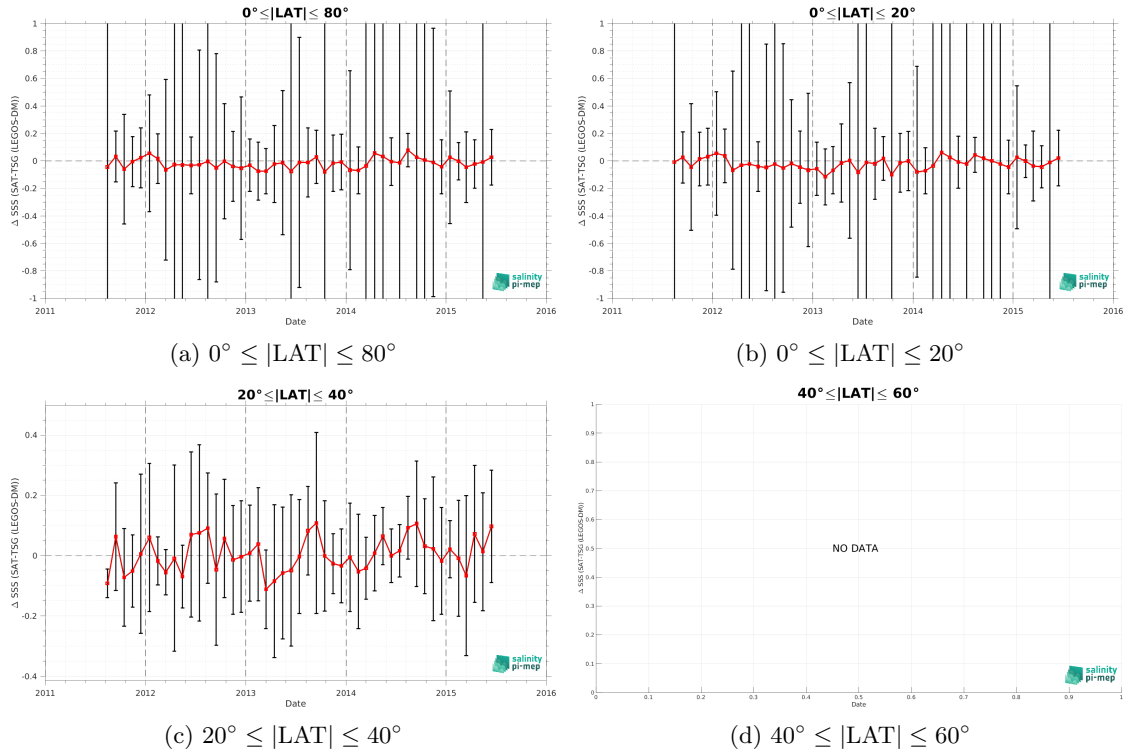 0°≤|LAT|≤ 80°
Δ SSS (SAT-TSG (LEGOS-DM))
1
0.8
0.6
0.4
0.2
0
-0.2
-0.4
-0.6
-0.8
-1
salinity
pi-mep
2011 2012 2013 2014 2015 2016
Date
(a) 0° ≤ |LAT| ≤ 80°
0°≤|LAT|≤ 20°
Δ SSS (SAT-TSG (LEGOS-DM))
1
0.8
0.6
0.4
0.2
0
-0.2
-0.4
-0.6
-0.8
-1
salinity
pi-mep
2011 2012 2013 2014 2015 2016
Date
(b) 0° ≤ |LAT| ≤ 20°
20°≤|LAT|≤ 40°
Δ SSS (SAT-TSG (LEGOS-DM))
0.4
0.2
0
-0.2
-0.4
salinity
pi-mep
2011 2012 2013 2014 2015 2016
Date
(c) 20° ≤ |LAT| ≤ 40°
40°≤|LAT|≤ 60°
Δ SSS (SAT-TSG (LEGOS-DM))
1
0.9
0.8
0.7
0.6
0.5
0.4
0.3
0.2
0.1
0
NO DATA
salinity
pi-mep
0 0.1 0.2 0.3 0.4 0.5 0.6 0.7 0.8 0.9 1
Date
(d) 40° ≤ |LAT| ≤ 60°